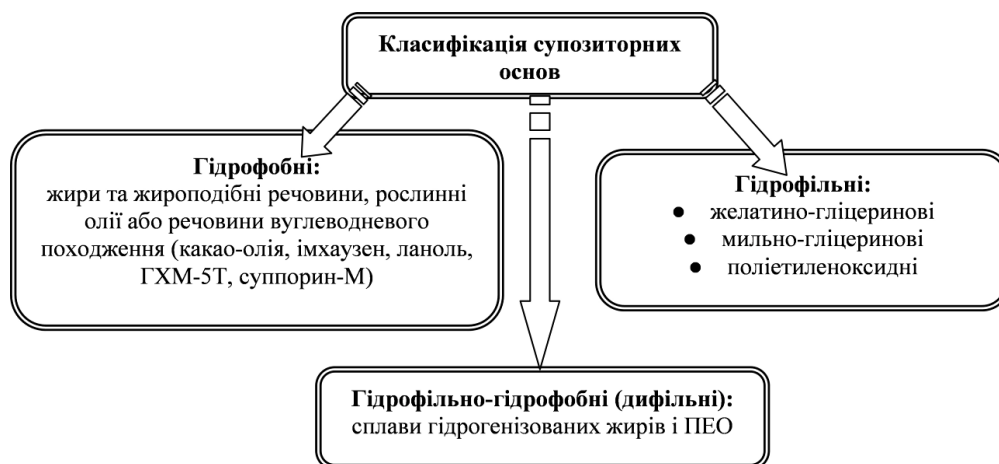 Класифікація супозиторних
основ
Гідрофобні:
жири та жироподібні речовини, рослинні
олії або речовини вуглеводневого
походження (какао-олія, імхаузен, ланоль,
ГХМ-5Т, суппорин-М)
Гідрофільні:
● желатино-гліцеринові
● мильно-гліцеринові
● поліетиленоксидні
Гідрофільно-гідрофобні (дифільні):
сплави гідрогенізованих жирів і ПЕО